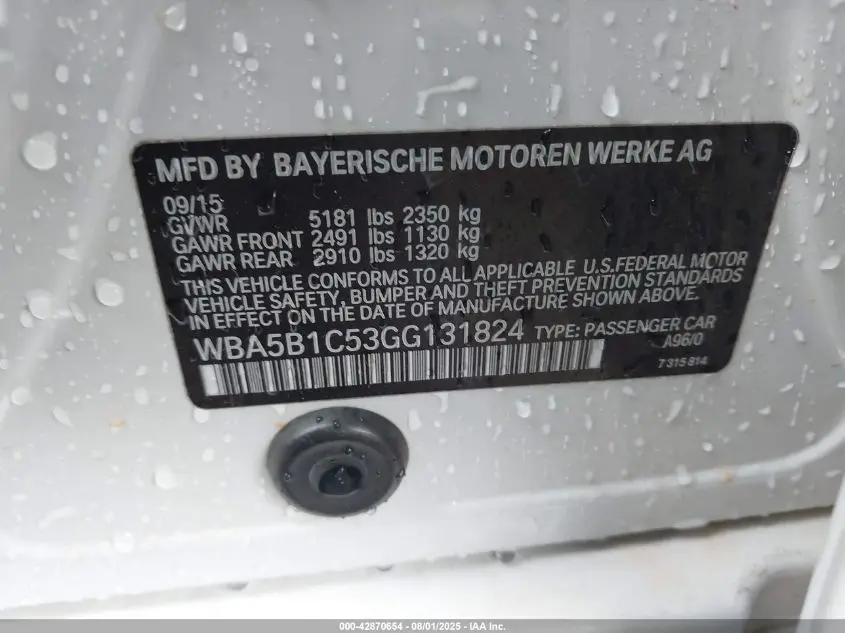 MFD BY BAYERISCHE MOTOREN WERKE AG
09/15
GVWR 5181 lbs 2350 kg
GAWR FRONT 2491 lbs 1130 kg
GAWR REAR 2910 lbs 1320 kg
THIS VEHICLE CONFORMS TO ALL APPLICABLE U.S.FEDERAL MOTOR
VEHICLE SAFETY, BUMPER AND THEFT PREVENTION STANDARDS
IN EFFECT ON THE DATE OF MANUFACTURE SHOWN ABOVE.
WBA5B1C53GG131824 TYPE: PASSENGER CAR
A96/0
7315814
000-42870654 - 08/01/2025 - IAA Inc.